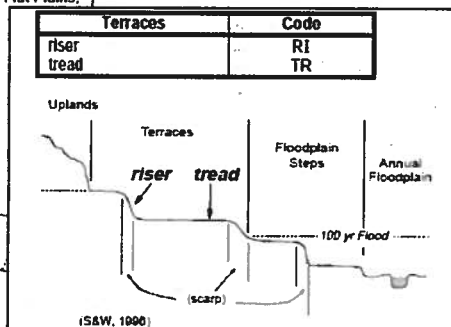 Terraces Code
riser RI
tread TR
Uplands
Terraces
Floodplain
Steps
Annual
Floodplain
riser tread
100 yr Flood
(scarp)
(S&W, 1996)